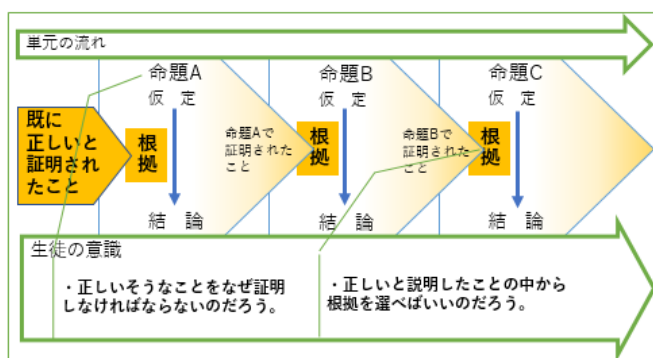 単元の流れ
既に
正しいと
証明され
たこと
命題A
仮 定
根
拠
結 論
命題Aで
証明された
こと
命題B
仮 定
根
拠
結 論
命題Bで
証明された
こと
命題C
仮 定
根
拠
結 論
生徒の意識
・正しいそうなことをなぜ証明
しなければならないのだろう。
・正しいと説明したことの中から
根拠を選べばいいのだろう。